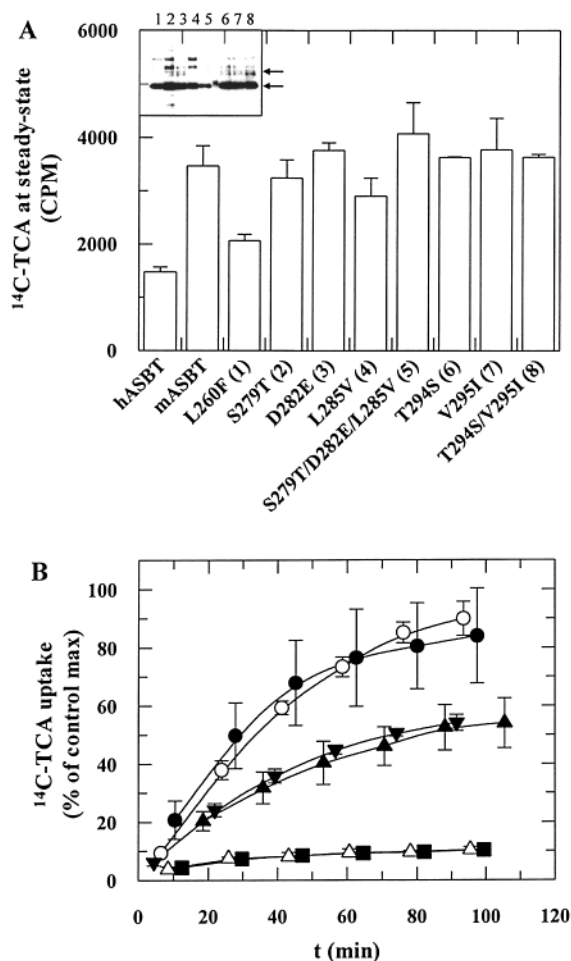 A
1 2 3 4 5 6 7 8
6000
4000
2000
0
¹⁴C-TCA at steady-state
(CPM)
hASBT
mASBT
L260F (1)
S279T (2)
D282E (3)
L285V (4)
S279T/D282E/L285V (5)
T294S (6)
V295I (7)
T294S/V295I (8)
B
100
80
60
40
20
0
¹⁴C-TCA uptake
(% of control max)
0 20 40 60 80 100 120
t (min)